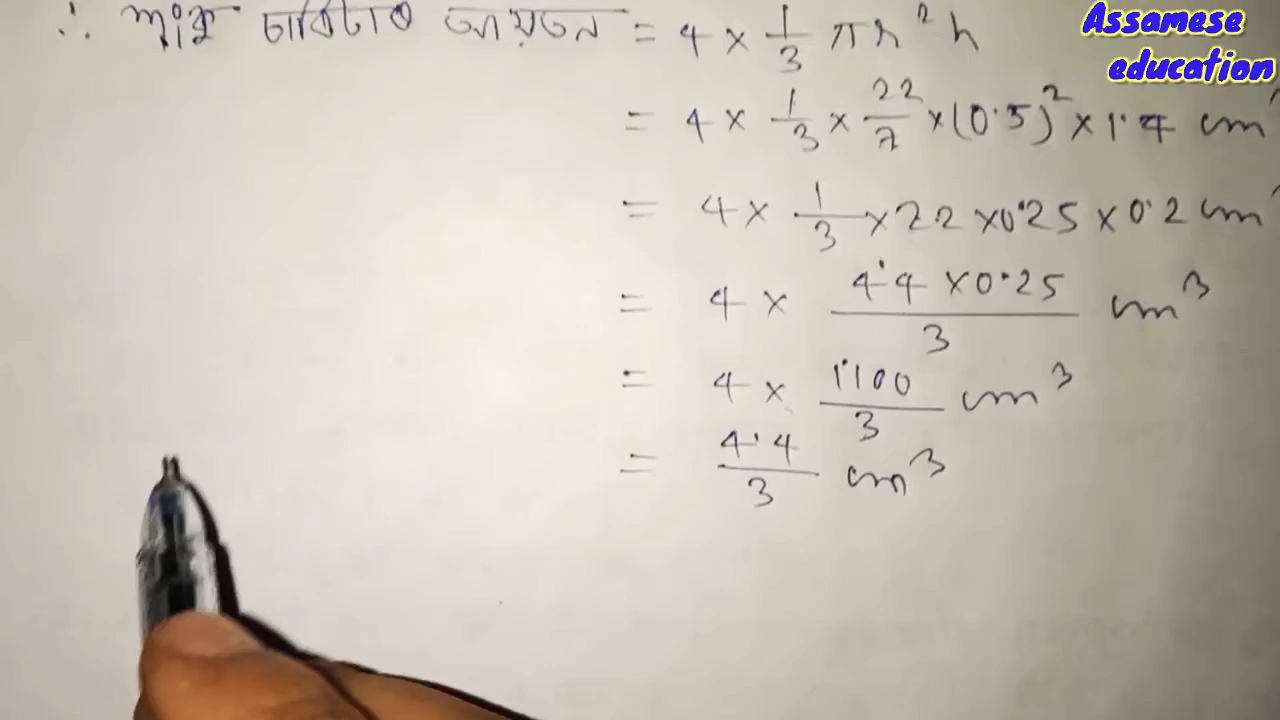 Assamese
education
∴ শংকু চাৰিটাৰ আয়তন = 4 × 1/3 πr²h
= 4 × 1/3 × 22/7 × (0.5)² × 1.4 cm
= 4 × 1/3 × 22 × 0.25 × 0.2 cm
= 4 × 4.4 × 0.25/3 cm³
= 4 × 1.100/3 cm³
= 4.4/3 cm³